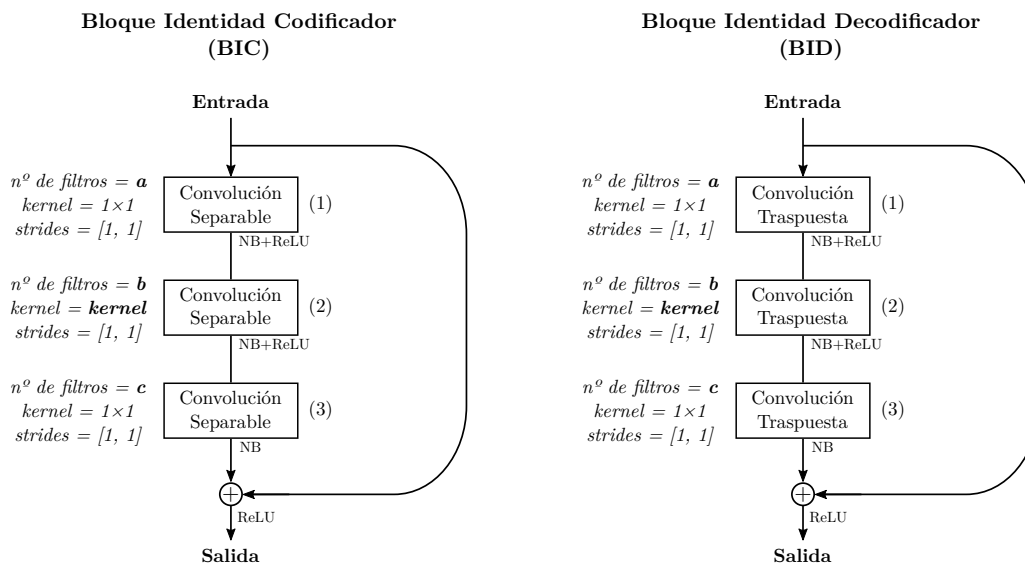 Bloque Identidad Codificador
(BIC)
Entrada
nº de filtros = a
kernel = 1×1
strides = [1, 1]
Convolución
Separable
(1)
NB+ReLU
nº de filtros = b
kernel = kernel
strides = [1, 1]
Convolución
Separable
(2)
NB+ReLU
nº de filtros = c
kernel = 1×1
strides = [1, 1]
Convolución
Separable
(3)
NB
+
ReLU
Salida
Bloque Identidad Decodificador
(BID)
Entrada
nº de filtros = a
kernel = 1×1
strides = [1, 1]
Convolución
Traspuesta
(1)
NB+ReLU
nº de filtros = b
kernel = kernel
strides = [1, 1]
Convolución
Traspuesta
(2)
NB+ReLU
nº de filtros = c
kernel = 1×1
strides = [1, 1]
Convolución
Traspuesta
(3)
NB
+
ReLU
Salida